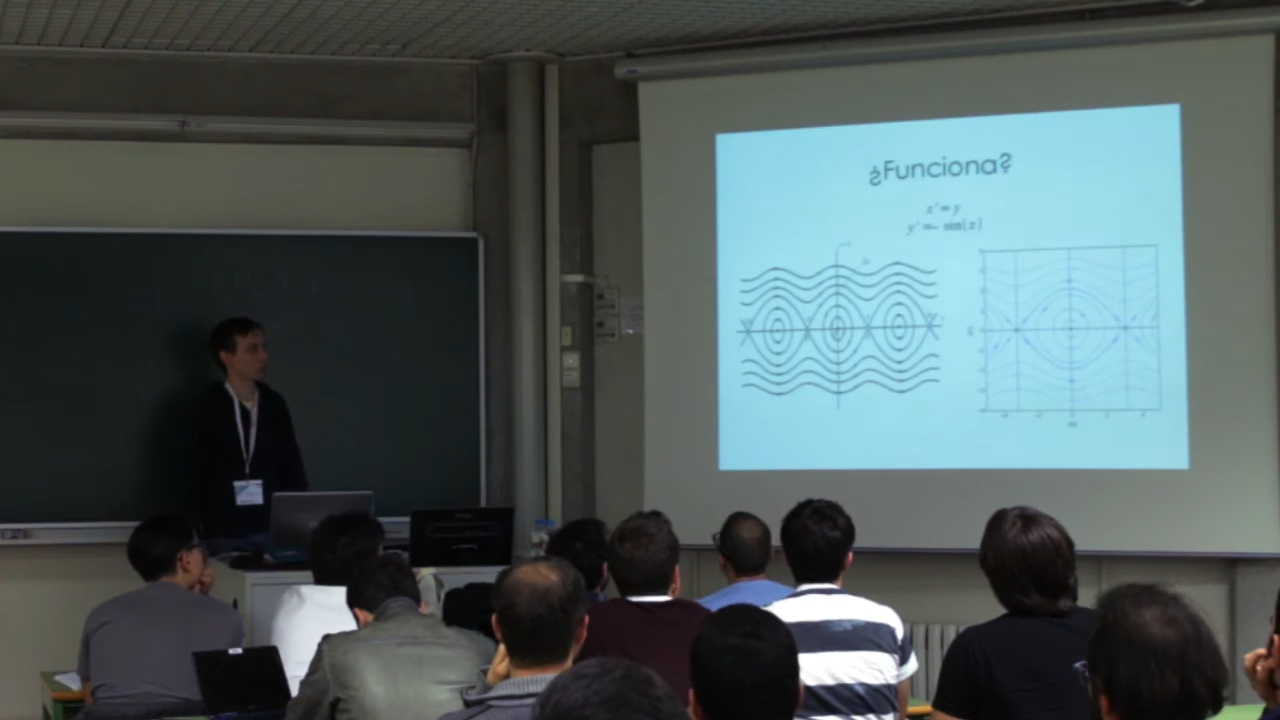 ¿Funciona?
x' = y
y' = - sin(x)